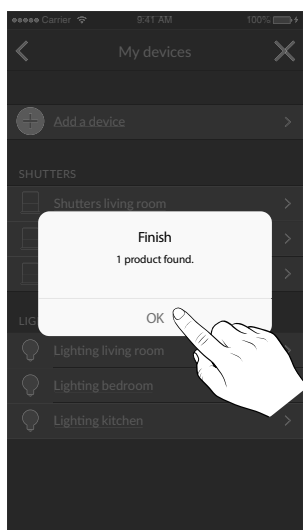 Carrier 9:41 AM 100%
My devices
Add a device
SHUTTERS
Shutters living room
Finish
1 product found.
OK
Lighting living room
Lighting bedroom
Lighting kitchen